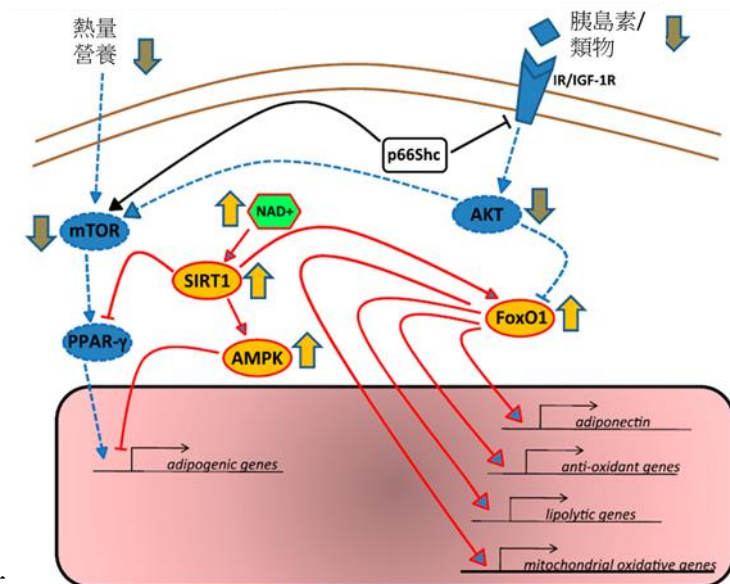 熱量
營養
胰島素/
類物
IR/IGF-1R
p66Shc
NAD+
AKT
mTOR
SIRT1
FoxO1
PPAR-γ
AMPK
adiponectin
adipogenic genes
anti-oxidant genes
lipolytic genes
mitochondrial oxidative genes